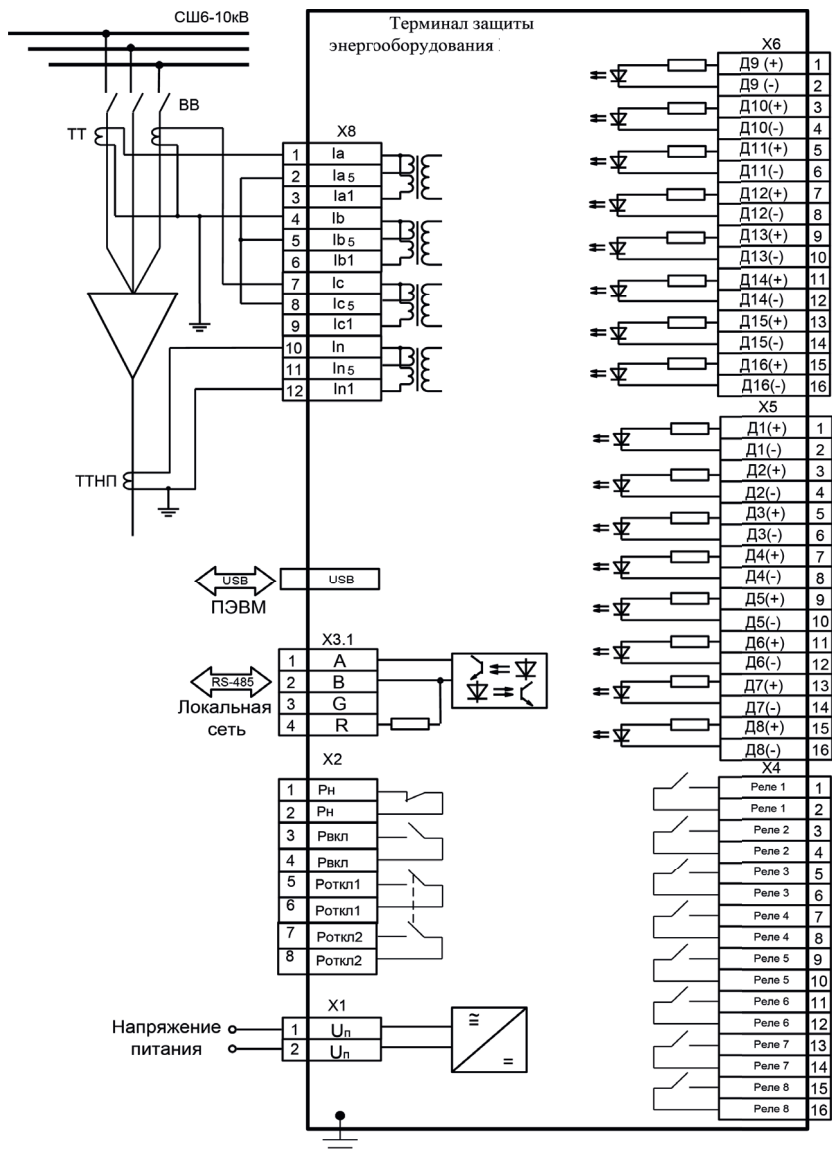 СШ6-10кВ
Терминал защиты
энергооборудования
ВВ
ТТ
X8
1 Ia
2 Ia5
3 Ia1
4 Ib
5 Ib5
6 Ib1
7 Ic
8 Ic5
9 Ic1
10 In
11 In5
12 In1
ТТНП
USB USB
ПЭВМ
X3.1
1 A
2 B
3 G
4 R
RS-485
Локальная
сеть
X2
1 Рн
2 Рн
3 Рвкл
4 Рвкл
5 Роткл1
6 Роткл1
7 Роткл2
8 Роткл2
X1
Напряжение
питания
1 Uп
2 Uп
≅
=
X6
Д9 (+) 1
Д9 (-) 2
Д10(+) 3
Д10(-) 4
Д11(+) 5
Д11(-) 6
Д12(+) 7
Д12(-) 8
Д13(+) 9
Д13(-) 10
Д14(+) 11
Д14(-) 12
Д15(+) 13
Д15(-) 14
Д16(+) 15
Д16(-) 16
X5
Д1(+) 1
Д1(-) 2
Д2(+) 3
Д2(-) 4
Д3(+) 5
Д3(-) 6
Д4(+) 7
Д4(-) 8
Д5(+) 9
Д5(-) 10
Д6(+) 11
Д6(-) 12
Д7(+) 13
Д7(-) 14
Д8(+) 15
Д8(-) 16
X4
Реле 1 1
Реле 1 2
Реле 2 3
Реле 2 4
Реле 3 5
Реле 3 6
Реле 4 7
Реле 4 8
Реле 5 9
Реле 5 10
Реле 6 11
Реле 6 12
Реле 7 13
Реле 7 14
Реле 8 15
Реле 8 16